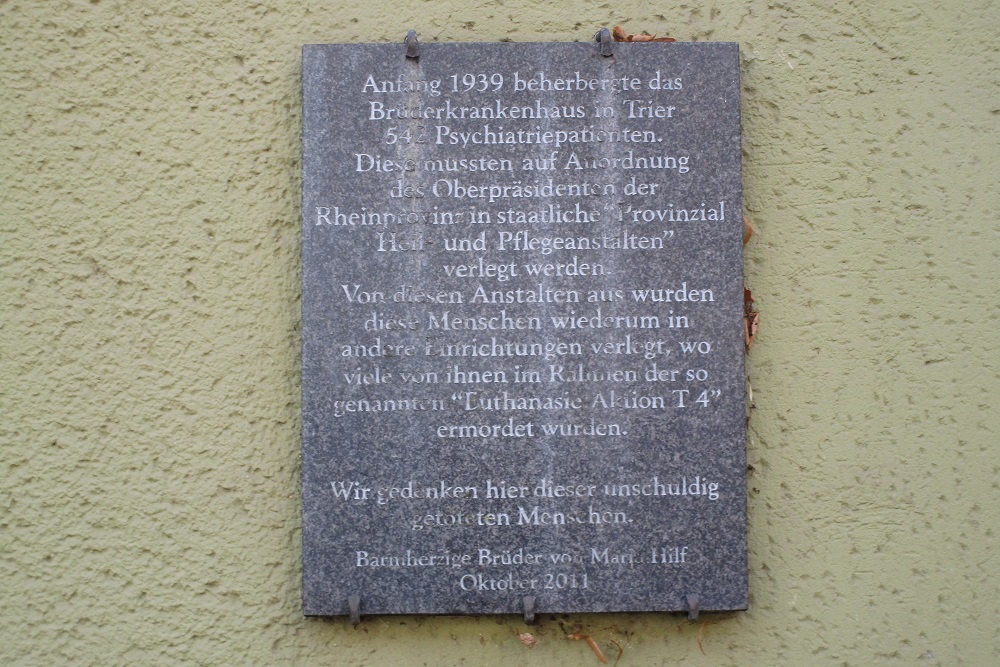 Anfang 1939 beherbergte das
Brüderkrankenhaus in Trier
542 Psychiatriepatienten.
Diese mussten auf Anordnung
des Oberpräsidenten der
Rheinprovinz in staatliche “Provinzial
Heil- und Pflegeanstalten”
verlegt werden.
Von diesen Anstalten aus wurden
diese Menschen wiederum in
andere Einrichtungen verlegt, wo
viele von ihnen im Rahmen der so
genannten “Euthanasie Aktion T 4”
ermordet wurden.
Wir gedenken hier dieser unschuldig
getöteten Menschen.
Barmherzige Brüder von Maria Hilf
Oktober 2011